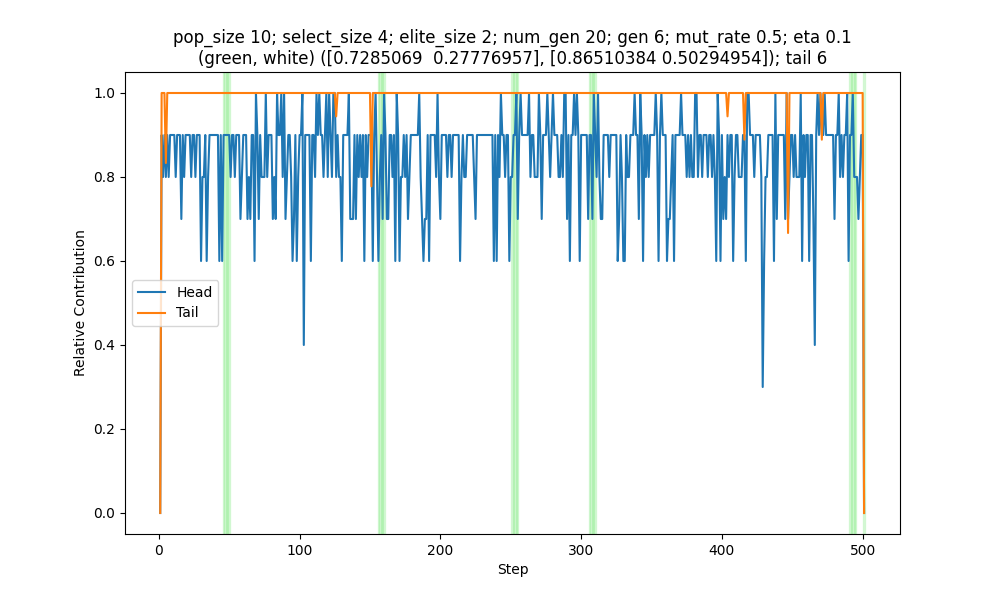 pop_size 10; select_size 4; elite_size 2; num_gen 20; gen 6; mut_rate 0.5; eta 0.1
(green, white) ([0.7285069  0.27776957], [0.86510384 0.50294954]); tail 6
1.0
0.8
0.6
0.4
0.2
0.0
Relative Contribution
Head
Tail
0
100
200
300
400
500
Step